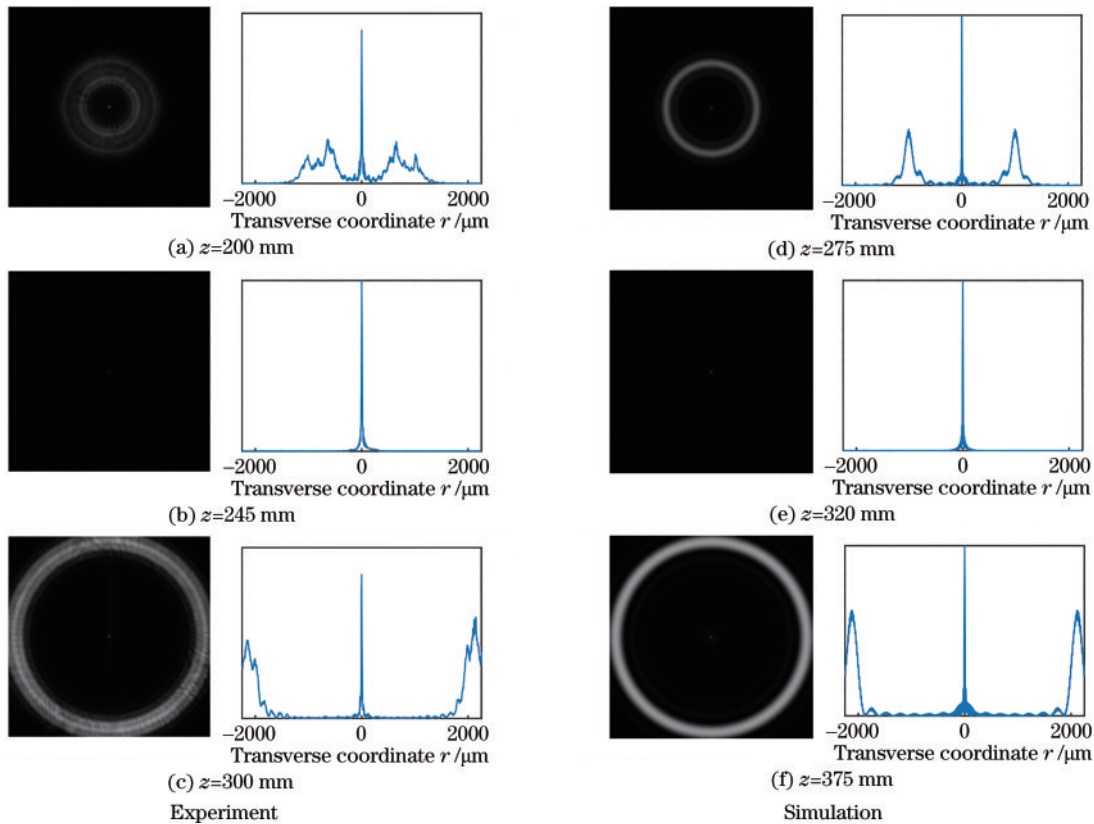 −2000 0 2000
Transverse coordinate r /μm
(a) z=200 mm
−2000 0 2000
Transverse coordinate r /μm
(d) z=275 mm
−2000 0 2000
Transverse coordinate r /μm
(b) z=245 mm
−2000 0 2000
Transverse coordinate r /μm
(e) z=320 mm
−2000 0 2000
Transverse coordinate r /μm
(c) z=300 mm
−2000 0 2000
Transverse coordinate r /μm
(f) z=375 mm
Experiment
Simulation